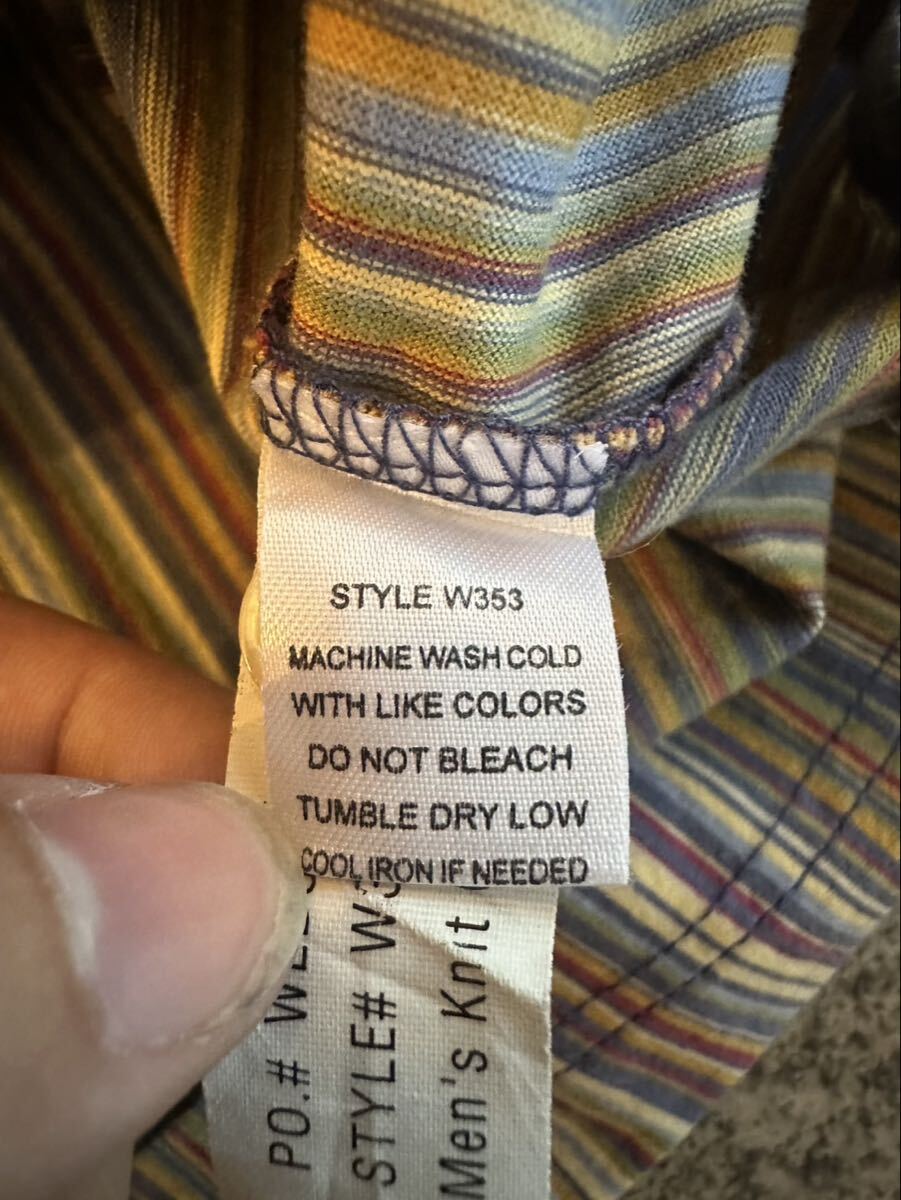 STYLE W353
MACHINE WASH COLD
WITH LIKE COLORS
DO NOT BLEACH
TUMBLE DRY LOW
COOL IRON IF NEEDED
PO.#
STYLE#
Men's Knit